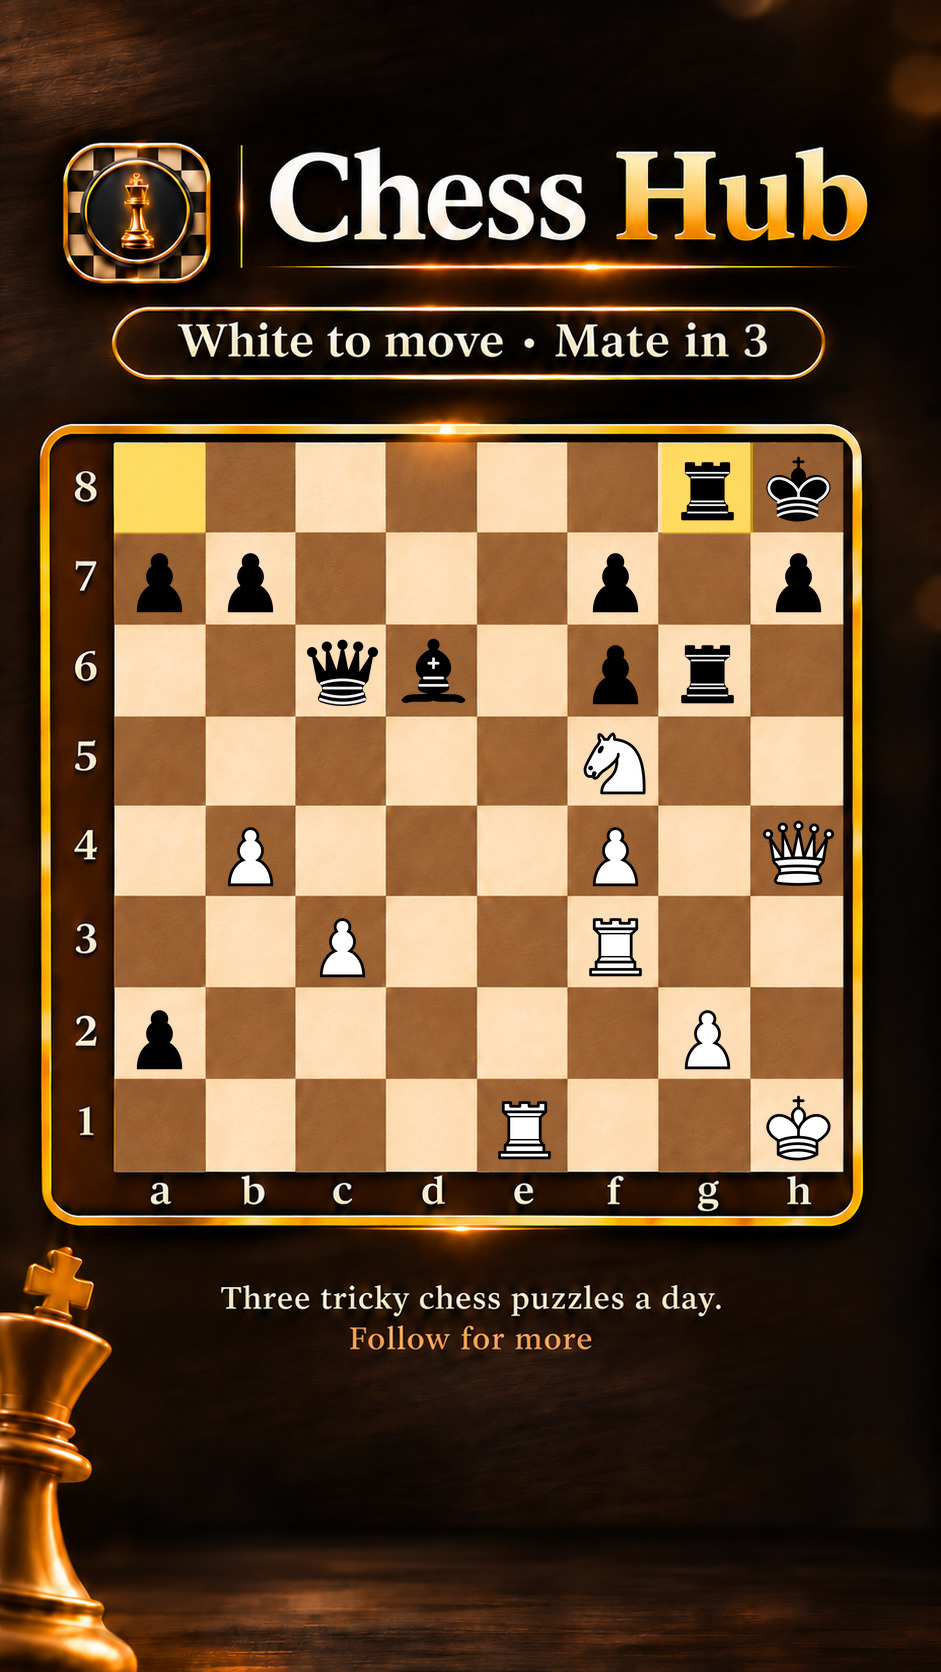 Chess Hub
White to move • Mate in 3
8
7
6
5
4
3
2
1
a b c d e f g h
Three tricky chess puzzles a day.
Follow for more